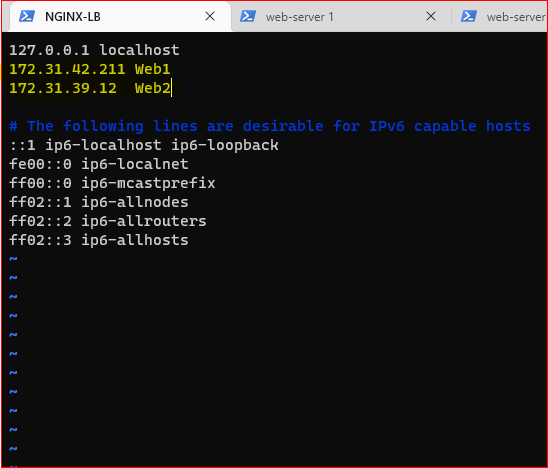 NGINX-LB
web-server 1
web-server
127.0.0.1 localhost
172.31.42.211 Web1
172.31.39.12  Web2
# The following lines are desirable for IPv6 capable hosts
::1 ip6-localhost ip6-loopback
fe00::0 ip6-localnet
ff00::0 ip6-mcastprefix
ff02::1 ip6-allnodes
ff02::2 ip6-allrouters
ff02::3 ip6-allhosts
~
~
~
~
~
~
~
~
~
~
~
~